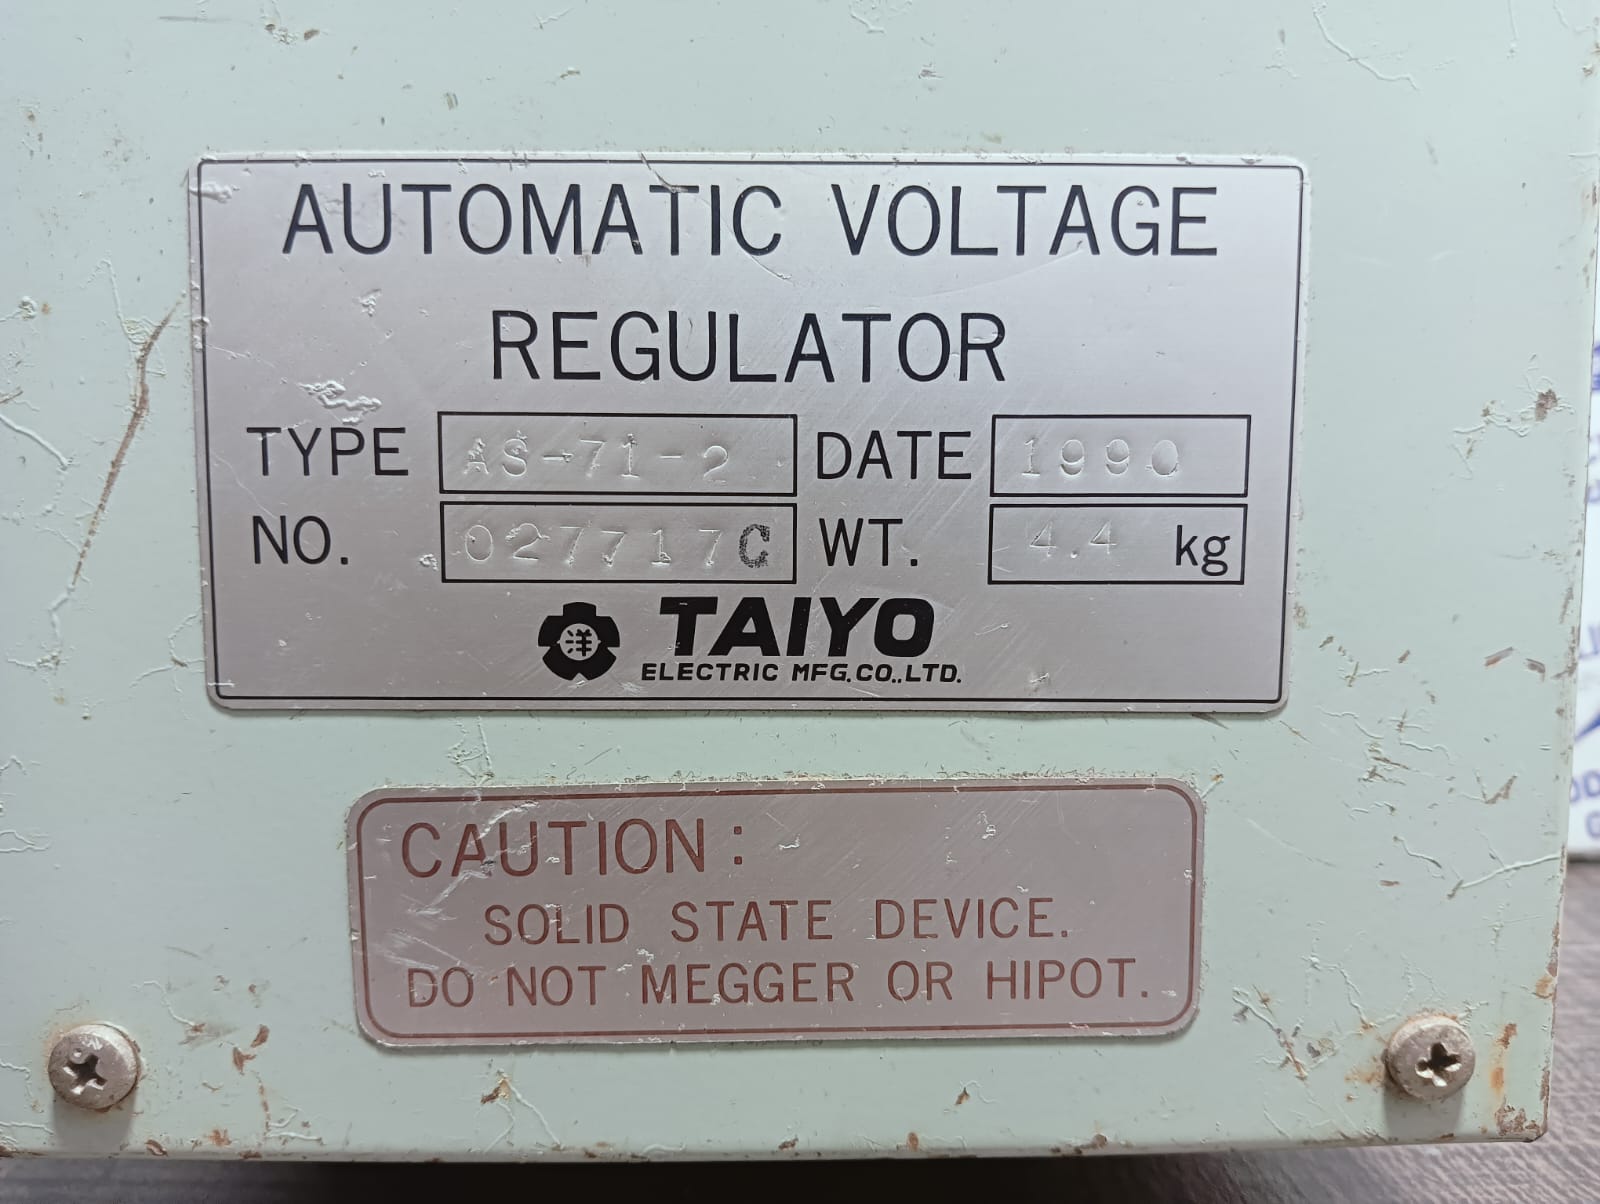 AUTOMATIC VOLTAGE
REGULATOR
TYPE AS-71-2 DATE 1990
NO. 027717C WT. 4.4 kg
洋 TAIYO
ELECTRIC MFG.CO.,LTD.
CAUTION:
SOLID STATE DEVICE.
DO NOT MEGGER OR HIPOT.